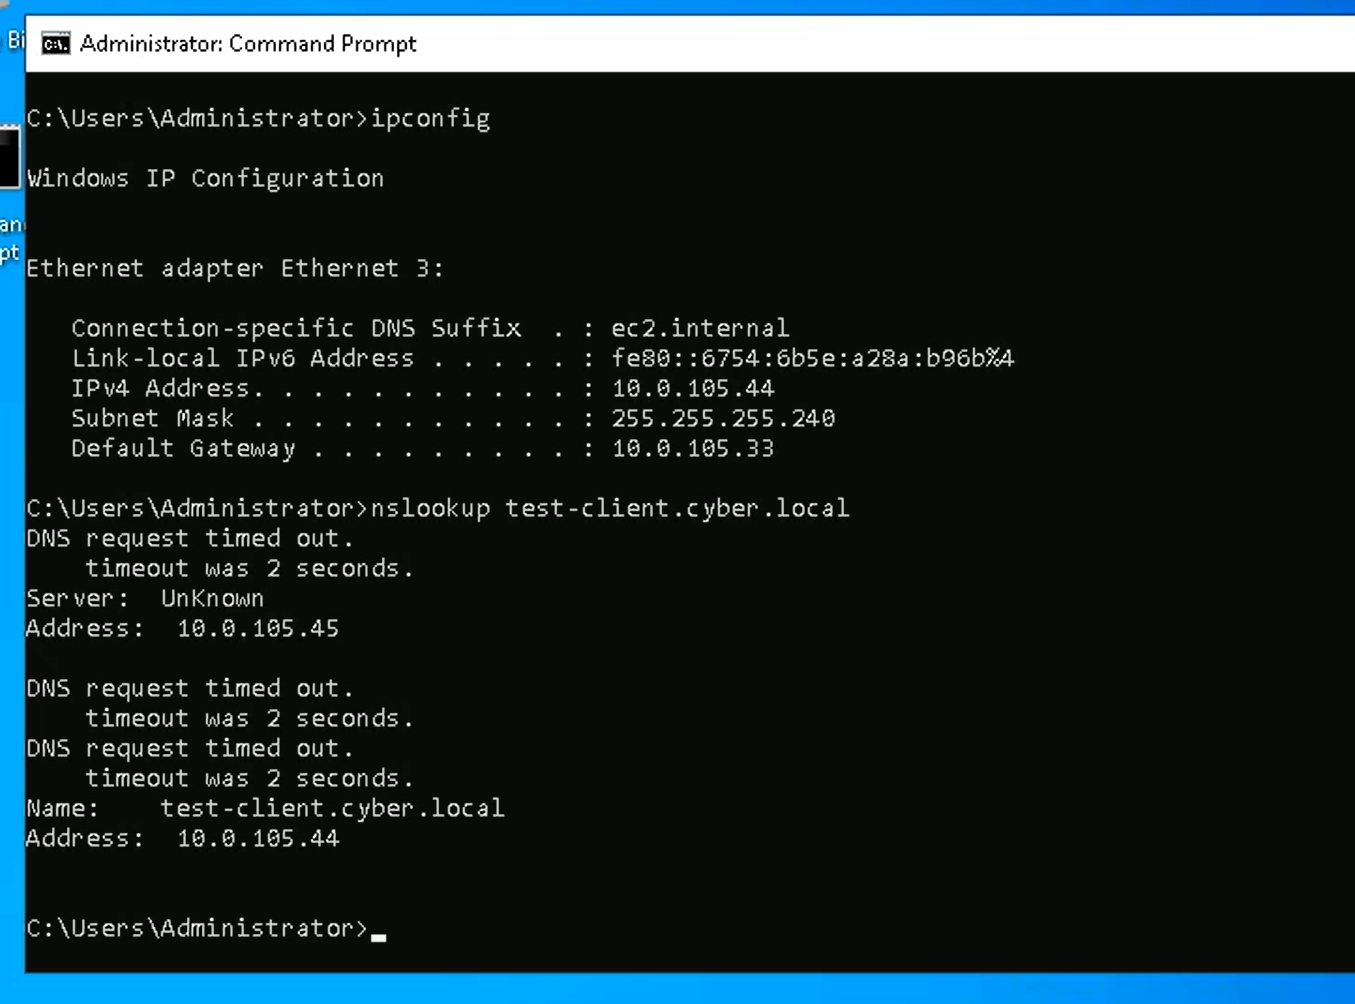 Bi
Administrator: Command Prompt
C:\Users\Administrator>ipconfig
Windows IP Configuration
an
pt
Ethernet adapter Ethernet 3:
Connection-specific DNS Suffix  . : ec2.internal
Link-local IPv6 Address . . . . . : fe80::6754:6b5e:a28a:b96b%4
IPv4 Address. . . . . . . . . . . : 10.0.105.44
Subnet Mask . . . . . . . . . . . : 255.255.255.240
Default Gateway . . . . . . . . . : 10.0.105.33
C:\Users\Administrator>nslookup test-client.cyber.local
DNS request timed out.
timeout was 2 seconds.
Server:  UnKnown
Address:  10.0.105.45
DNS request timed out.
timeout was 2 seconds.
DNS request timed out.
timeout was 2 seconds.
Name:    test-client.cyber.local
Address:  10.0.105.44
C:\Users\Administrator>